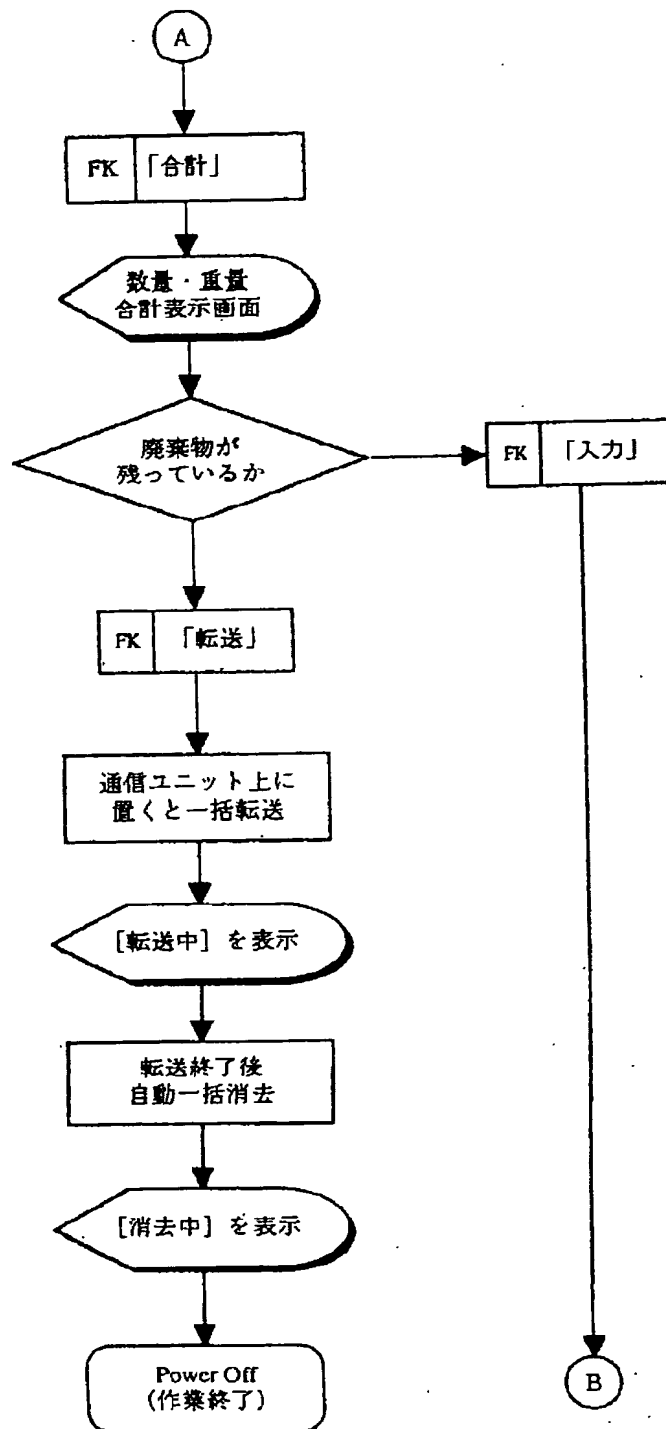 A
FK 「合計」
数量・重量
合計表示画面
廃棄物が
残っているか
FK 「入力」
FK 「転送」
通信ユニット上に
置くと一括転送
[転送中] を表示
転送終了後
自動一括消去
[消去中] を表示
Power Off
(作業終了)
B